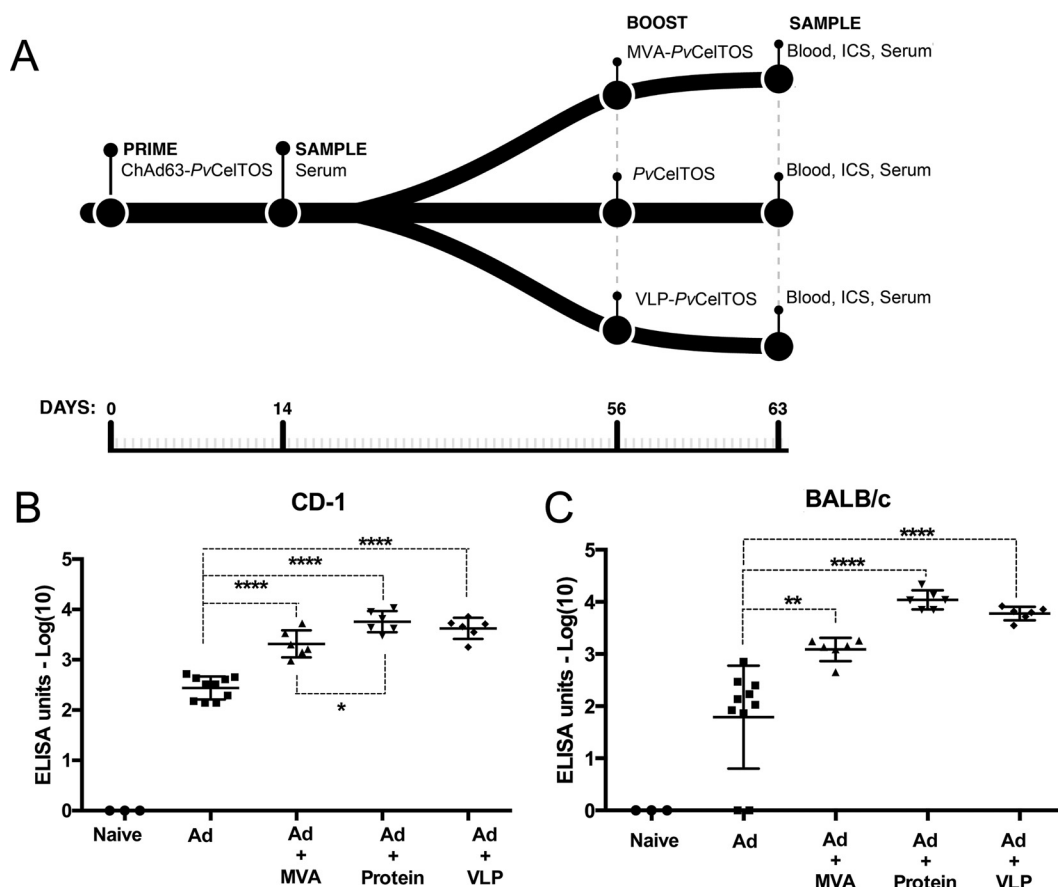 A
PRIME
ChAd63-PvCelTOS
SAMPLE
Serum
BOOST
MVA-PvCelTOS
SAMPLE
Blood, ICS, Serum
PvCelTOS
Blood, ICS, Serum
VLP-PvCelTOS
Blood, ICS, Serum
DAYS: 0 14 56 63
B
CD-1
ELISA units - Log(10)
5
4
3
2
1
0
****
****
****
*
Naive
Ad
Ad + MVA
Ad + Protein
Ad + VLP
C
BALB/c
ELISA units - Log(10)
5
4
3
2
1
0
****
****
**
Naive
Ad
Ad + MVA
Ad + Protein
Ad + VLP